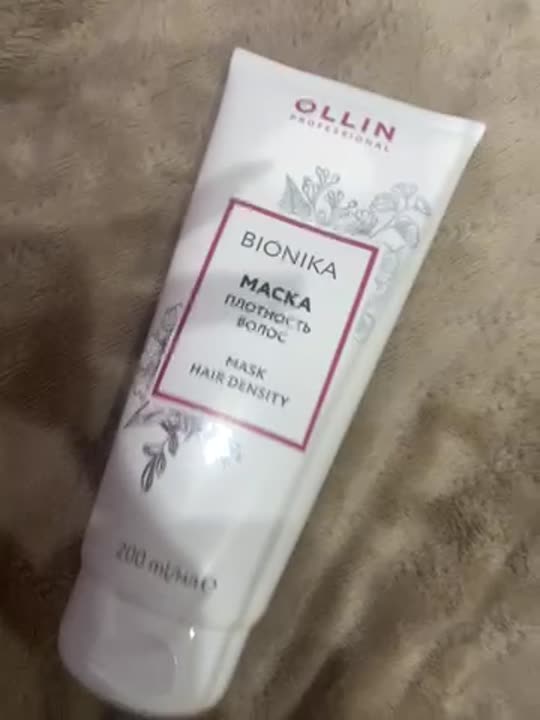 OLLIN
PROFESSIONAL
BIONIKA
МАСКА
ПЛОТНОСТЬ
ВОЛОС
MASK
HAIR DENSITY
200 ml/мл ℮